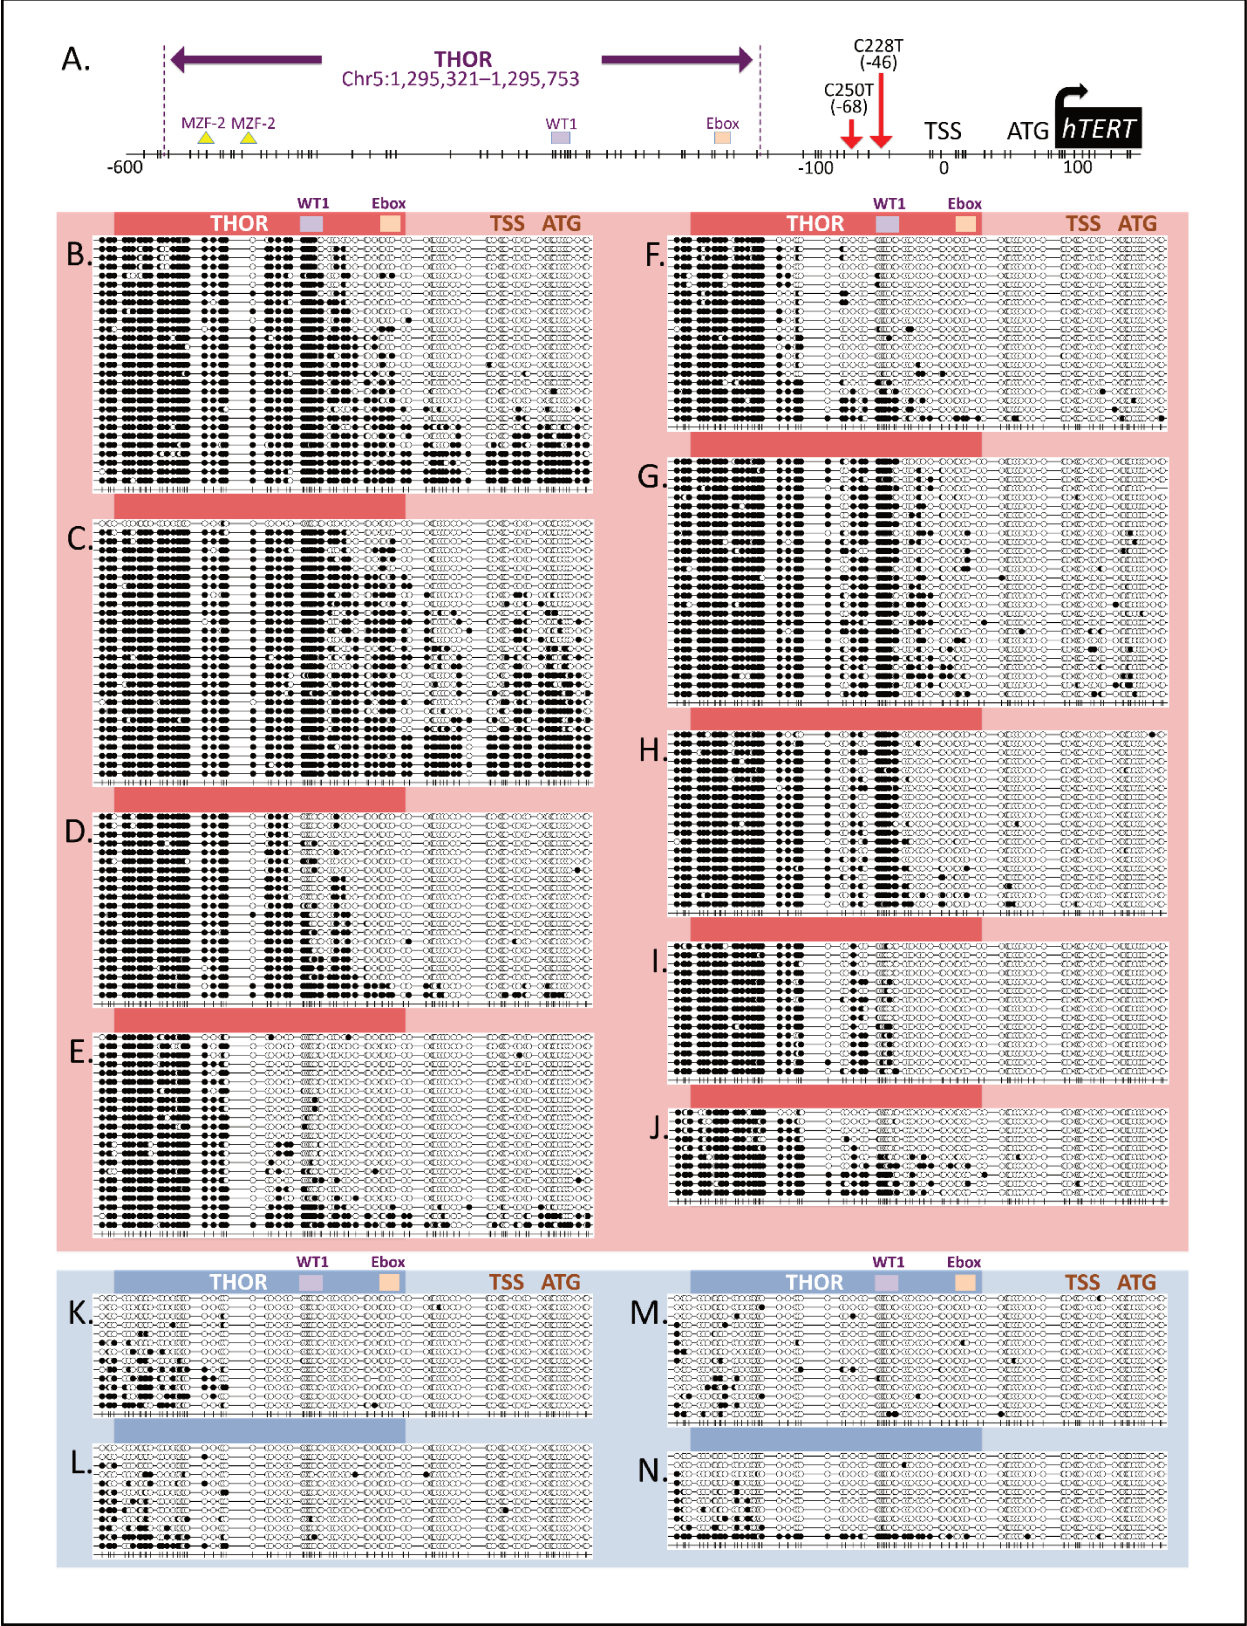 A.
THOR
Chr5:1,295,321–1,295,753
C228T
(-46)
C250T
(-68)
MZF-2 MZF-2 WT1 Ebox
TSS ATG hTERT
-600 -100 0 100
WT1 Ebox
THOR TSS ATG
B.
C.
D.
E.
WT1 Ebox
THOR TSS ATG
F.
G.
H.
I.
J.
WT1 Ebox
THOR TSS ATG
K.
L.
WT1 Ebox
THOR TSS ATG
M.
N.